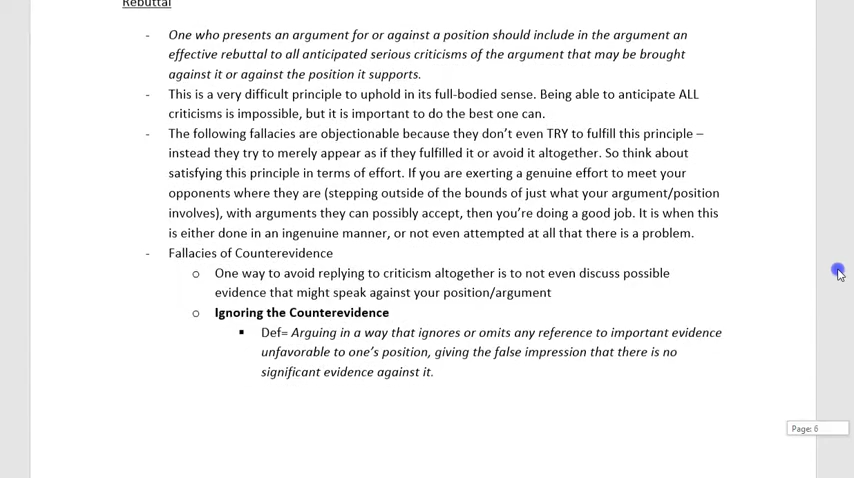 Rebuttal
- One who presents an argument for or against a position should include in the argument an
effective rebuttal to all anticipated serious criticisms of the argument that may be brought
against it or against the position it supports.
- This is a very difficult principle to uphold in its full-bodied sense. Being able to anticipate ALL
criticisms is impossible, but it is important to do the best one can.
- The following fallacies are objectionable because they don't even TRY to fulfill this principle –
instead they try to merely appear as if they fulfilled it or avoid it altogether. So think about
satisfying this principle in terms of effort. If you are exerting a genuine effort to meet your
opponents where they are (stepping outside of the bounds of just what your argument/position
involves), with arguments they can possibly accept, then you're doing a good job. It is when this
is either done in an ingenuine manner, or not even attempted at all that there is a problem.
- Fallacies of Counterevidence
o One way to avoid replying to criticism altogether is to not even discuss possible
evidence that might speak against your position/argument
o Ignoring the Counterevidence
▪ Def= Arguing in a way that ignores or omits any reference to important evidence
unfavorable to one's position, giving the false impression that there is no
significant evidence against it.
Page: 6